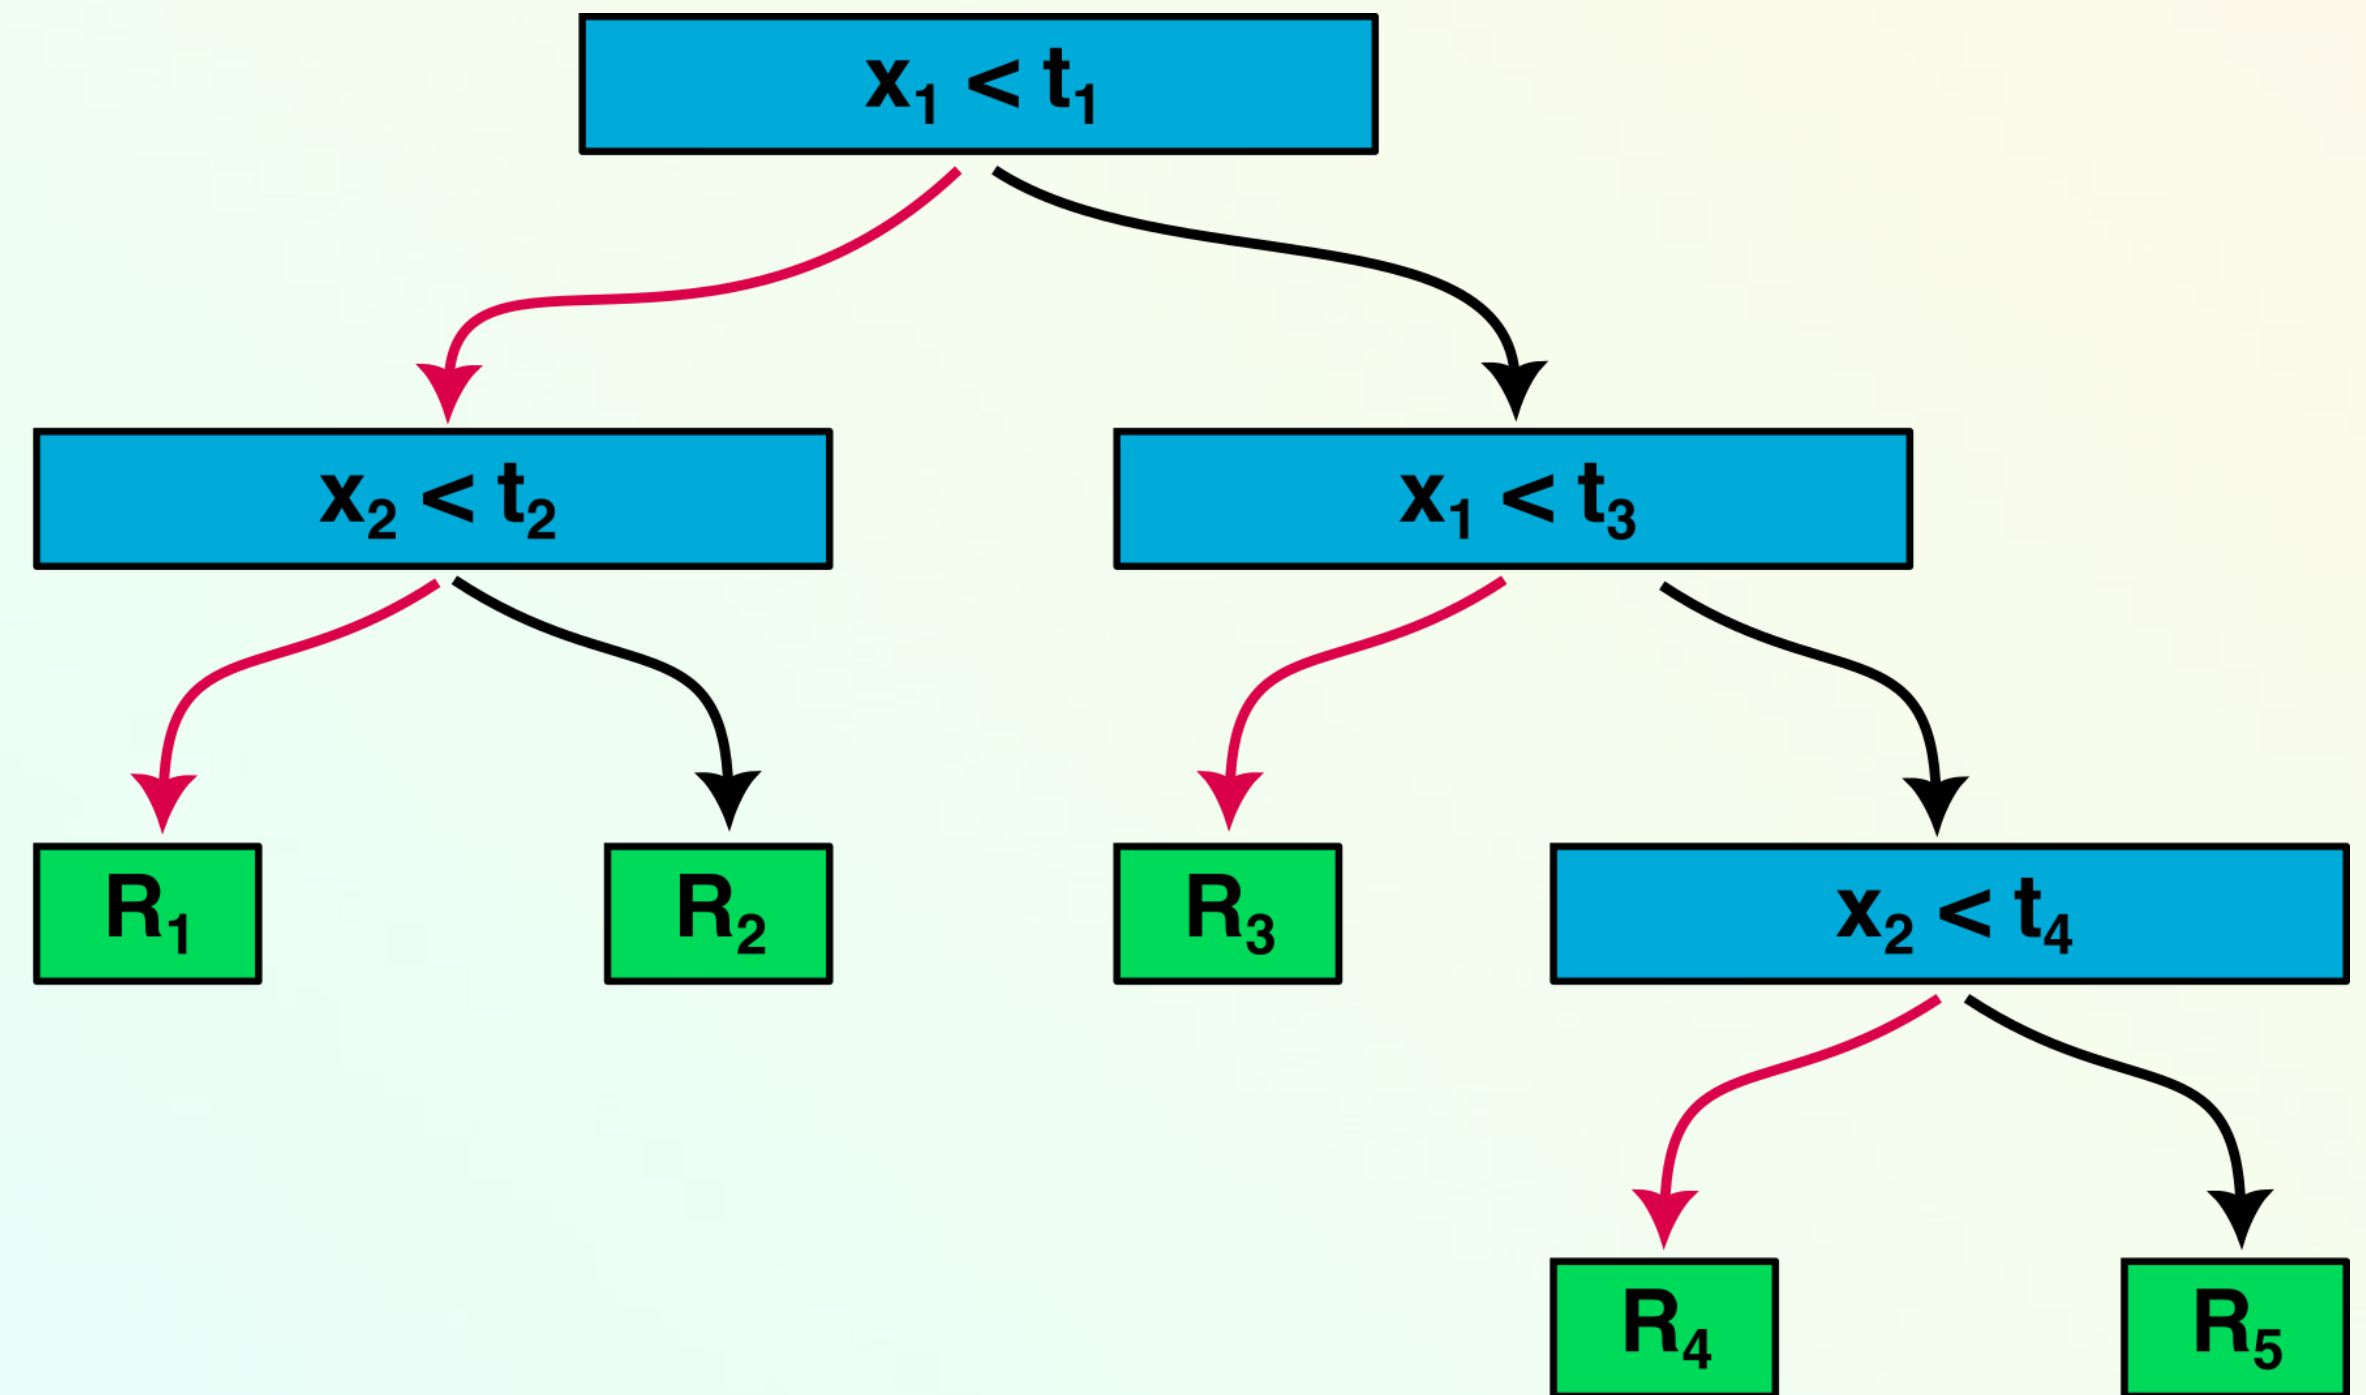 x₁ < t₁
x₂ < t₂
x₁ < t₃
R₁
R₂
R₃
x₂ < t₄
R₄
R₅